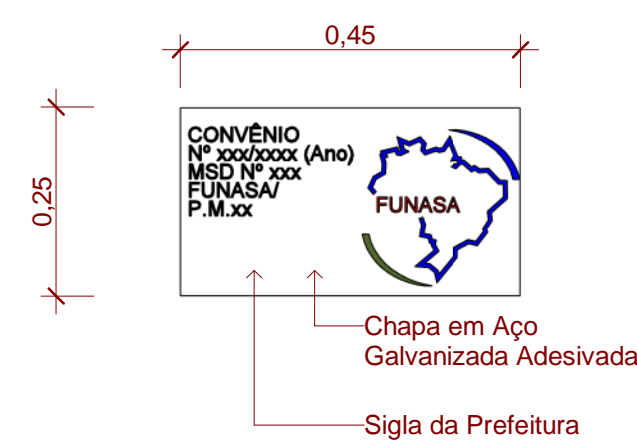 0,45
0,25
CONVÊNIO
Nº xxx/xxxx (Ano)
MSD Nº xxx
FUNASA/
P.M.xx
FUNASA
Chapa em Aço
Galvanizada Adesivada
Sigla da Prefeitura